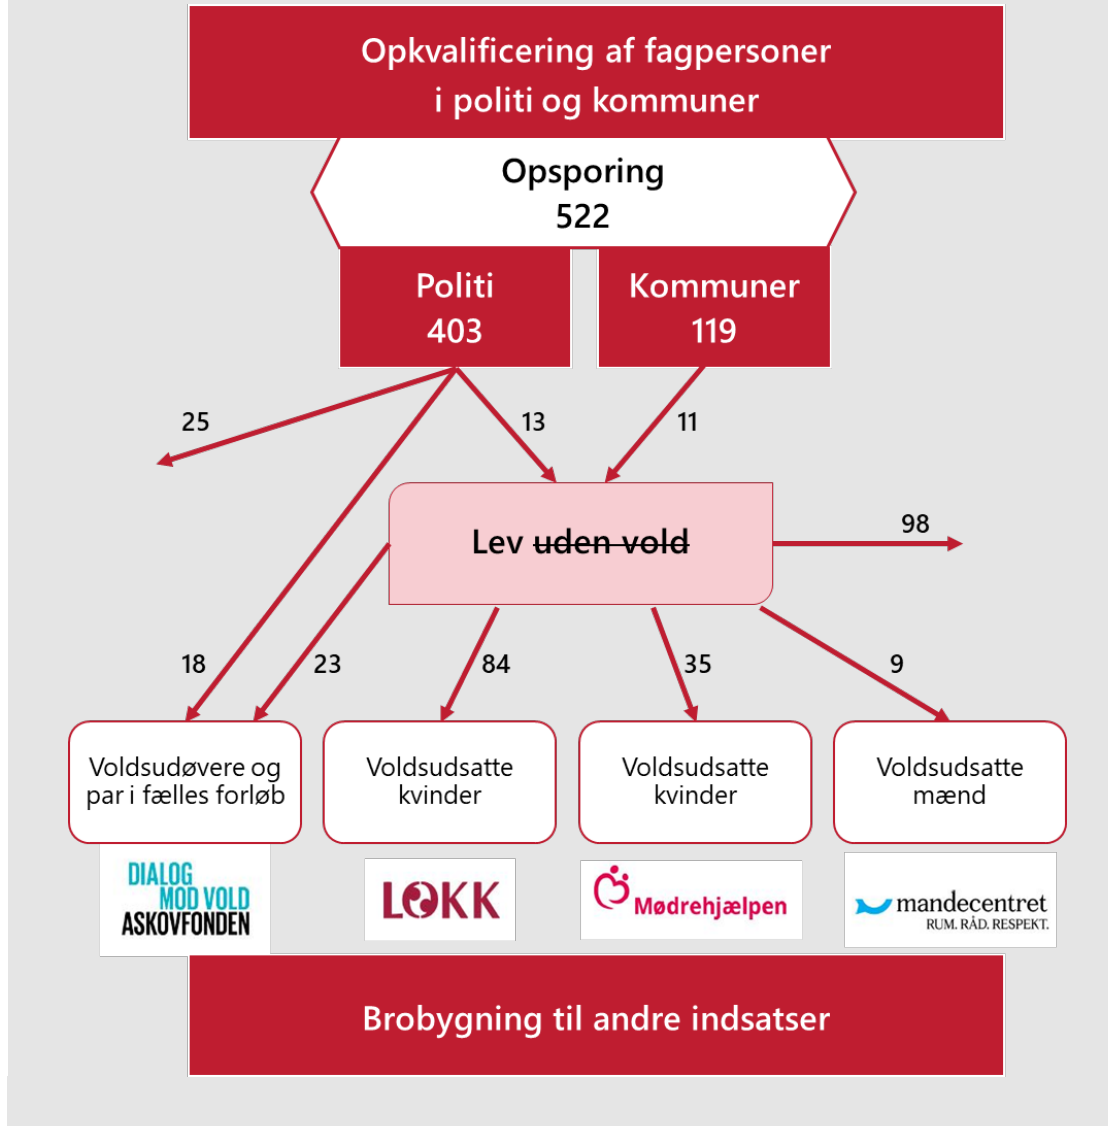 Opkvalificering af fagpersoner
i politi og kommuner
Opsporing
522
Politi
403
Kommuner
119
25
13
11
Lev uden vold
98
18
23
84
35
9
Voldsudøvere og
par i fælles forløb
Voldsudsatte
kvinder
Voldsudsatte
kvinder
Voldsudsatte
mænd
DIALOG
MOD VOLD
ASKOVFONDEN
LOKK
Mødrehjælpen
mandecentret
RUM. RÅD. RESPEKT.
Brobygning til andre indsatser